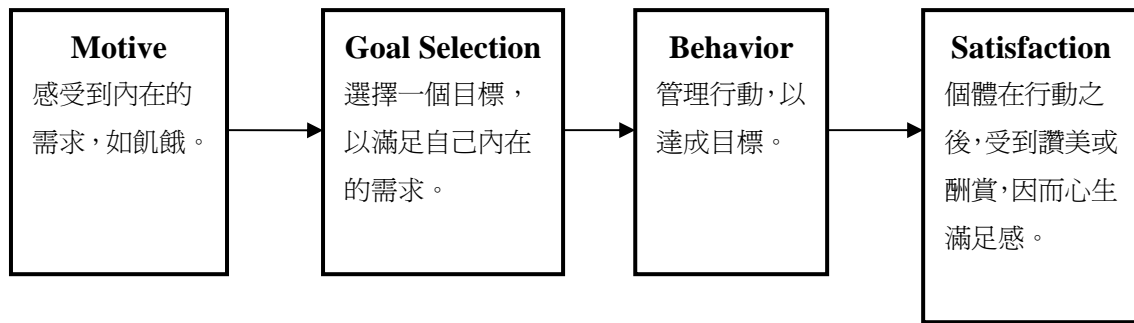 Motive
感受到內在的
需求，如飢餓。
Goal Selection
選擇一個目標，
以滿足自己內在
的需求。
Behavior
管理行動，以
達成目標。
Satisfaction
個體在行動之
後，受到讚美或
酬賞，因而心生
滿足感。